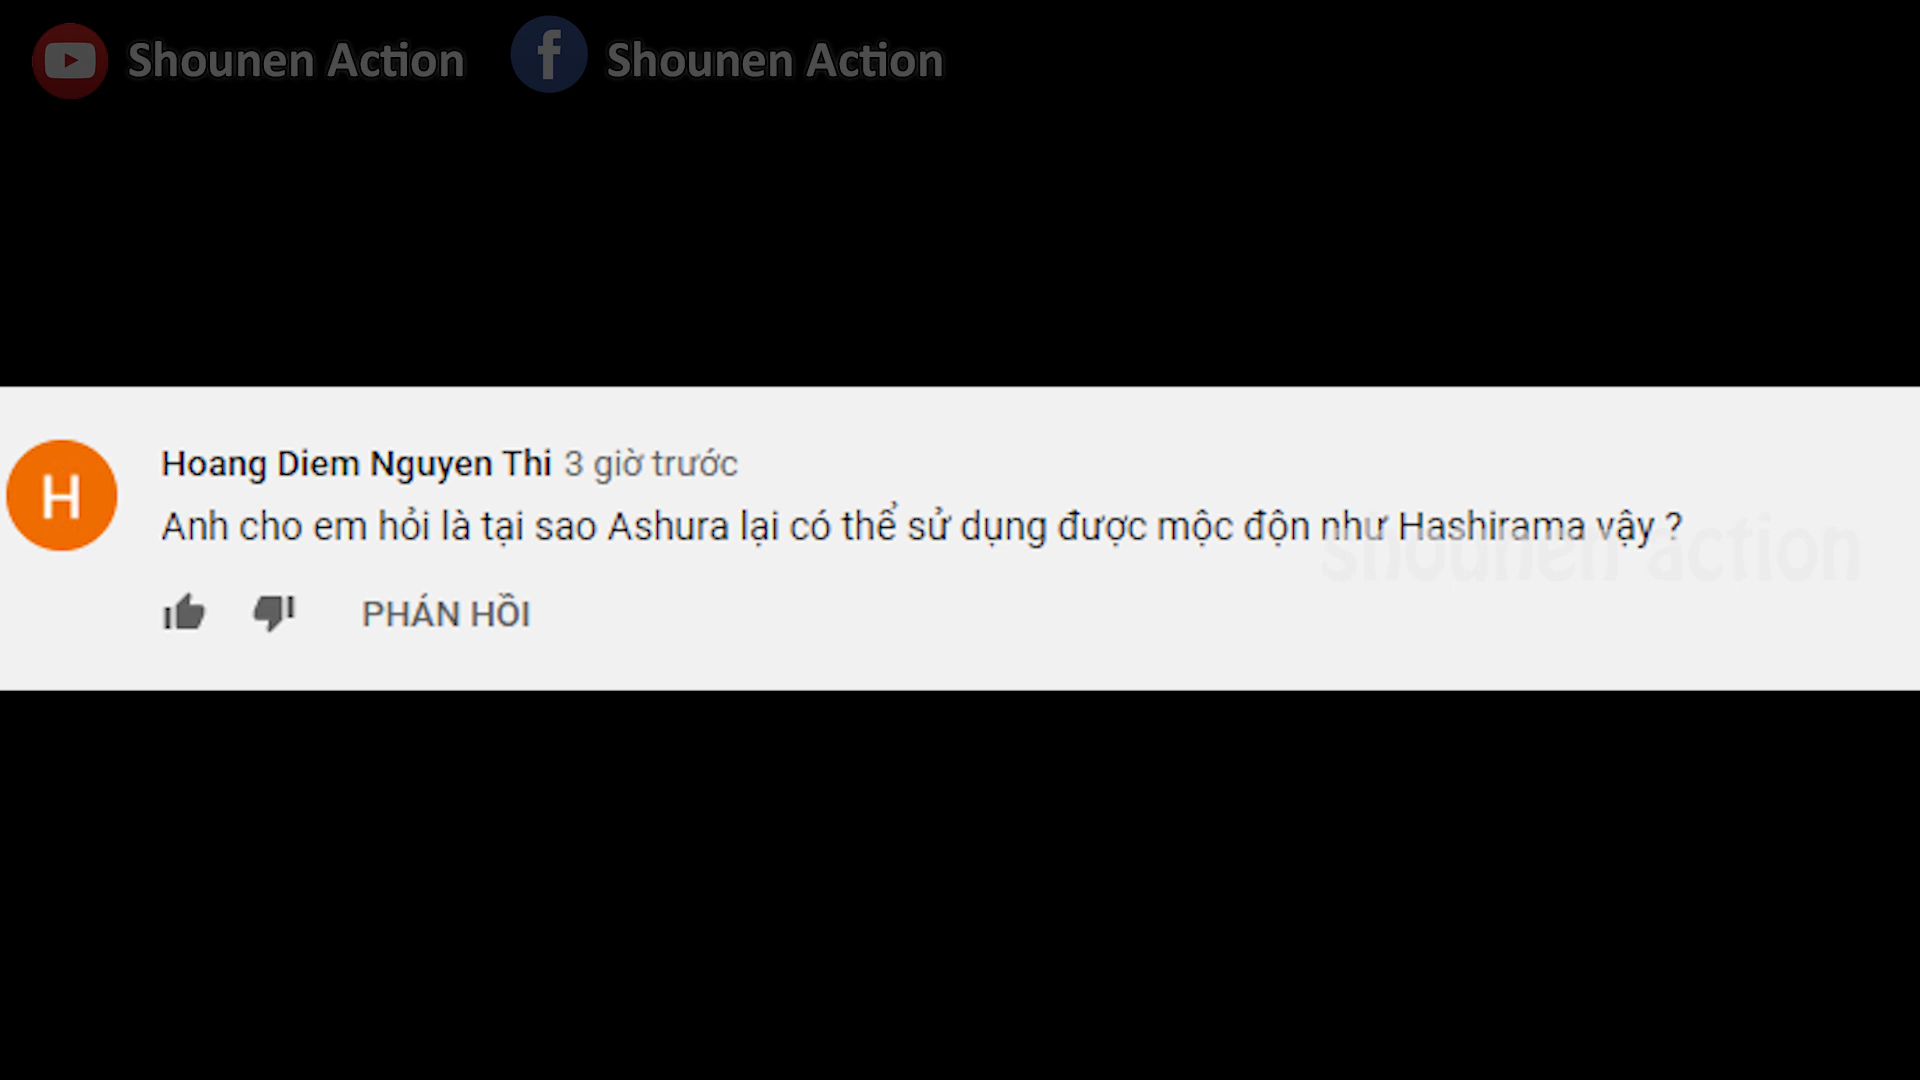 Shounen Action Shounen Action
Hoang Diem Nguyen Thi 3 giờ trước
Anh cho em hỏi là tại sao Ashura lại có thể sử dụng được mộc độn như Hashirama vậy ?
shounen action
PHẢN HỒI